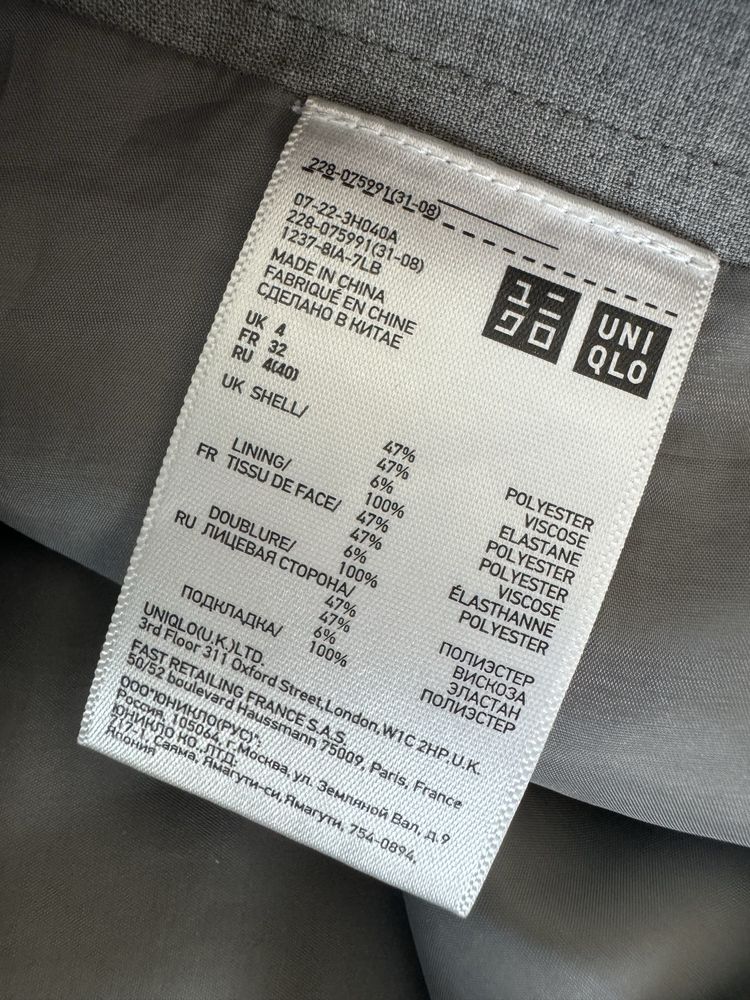 228-075991(31-08)
07-22-3H040A
228-075991(31-08)
1237-8IA-7LB
MADE IN CHINA
FABRIQUÉ EN CHINE
СДЕЛАНО В КИТАЕ
ユニ
クロ
UNI
QLO
UK 4
FR 32
RU 4(40)
UK SHELL/
47% POLYESTER
47% VISCOSE
6% ELASTANE
LINING/ 100% POLYESTER
FR TISSU DE FACE/ 47% POLYESTER
47% VISCOSE
6% ÉLASTHANNE
DOUBLURE/ 100% POLYESTER
RU ЛИЦЕВАЯ СТОРОНА/
47% ПОЛИЭСТЕР
47% ВИСКОЗА
6% ЭЛАСТАН
ПОДКЛАДКА/ 100% ПОЛИЭСТЕР
UNIQLO(U.K.)LTD.
3rd Floor 311 Oxford Street,London,W1C 2HP.U.K.
FAST RETAILING FRANCE S.A.S.
50/52 boulevard Haussmann 75009, Paris, France
ООО"ЮНИКЛО(РУС)":
Россия, 105064, г.Москва, ул. Земляной Вал, д.9
ЮНИКЛО КО.,ЛТД.
717-1, Саяма, Ямагути-си,Ямагути, 754-0894,
Япония